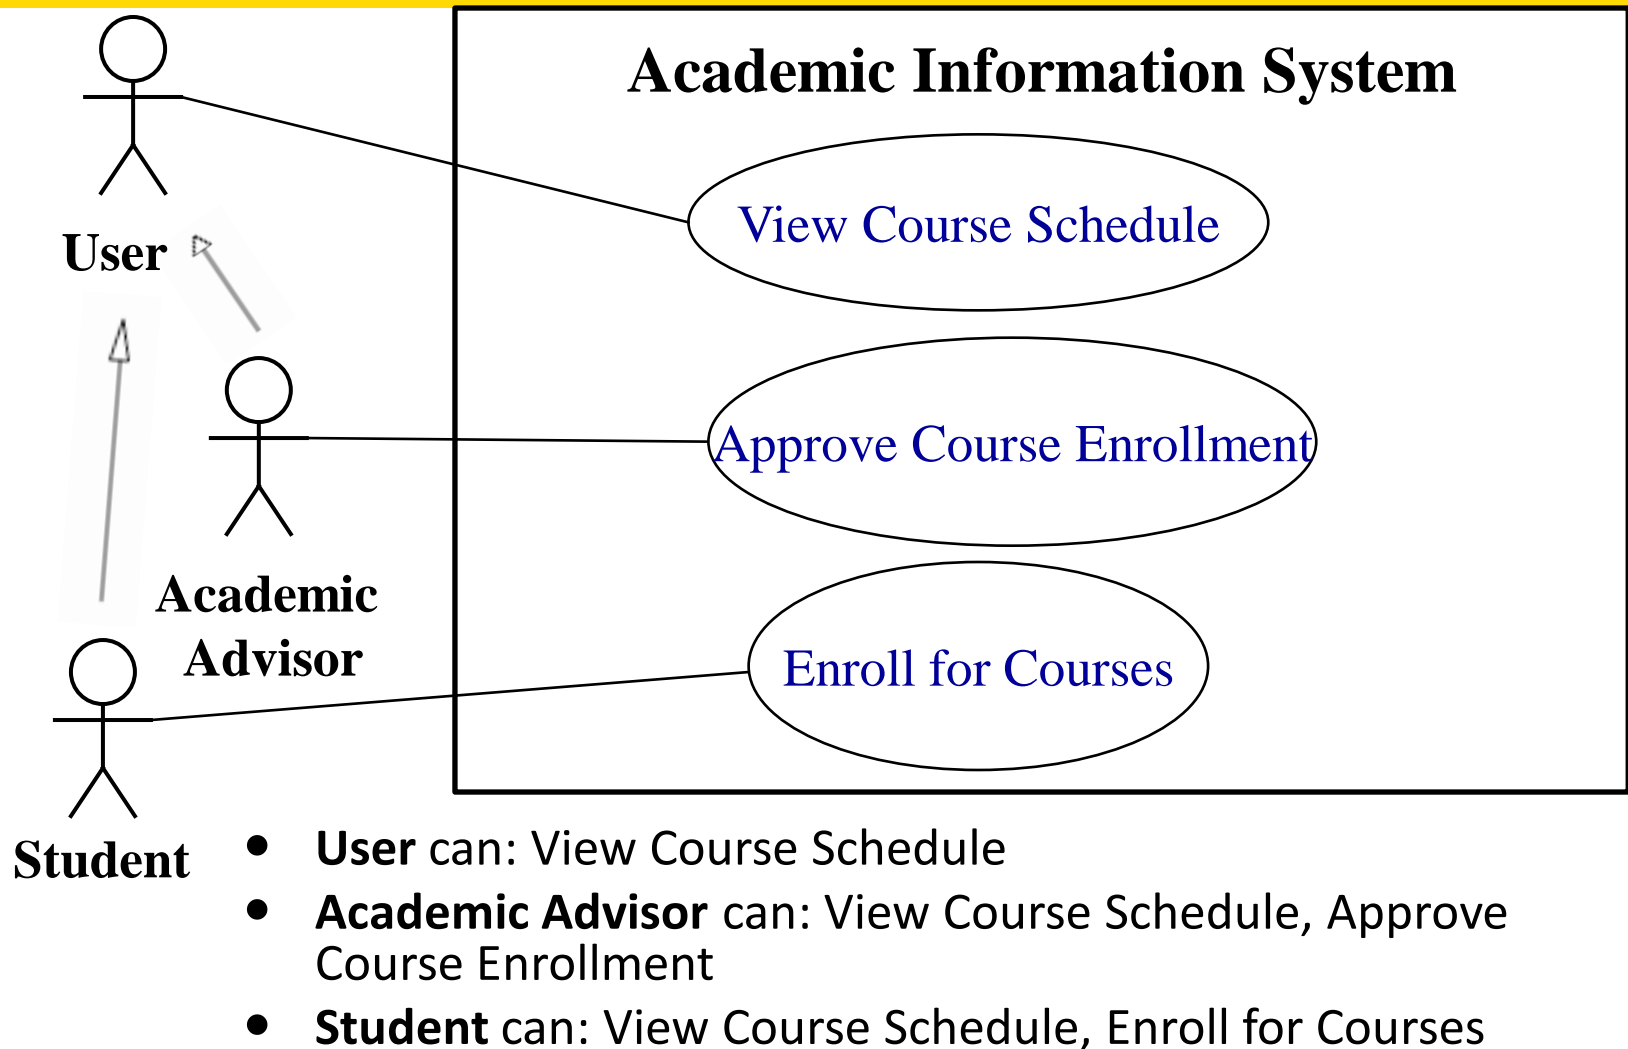 Academic Information System
View Course Schedule
User
Approve Course Enrollment
Academic
Advisor
Enroll for Courses
Student
• User can: View Course Schedule
• Academic Advisor can: View Course Schedule, Approve
Course Enrollment
• Student can: View Course Schedule, Enroll for Courses